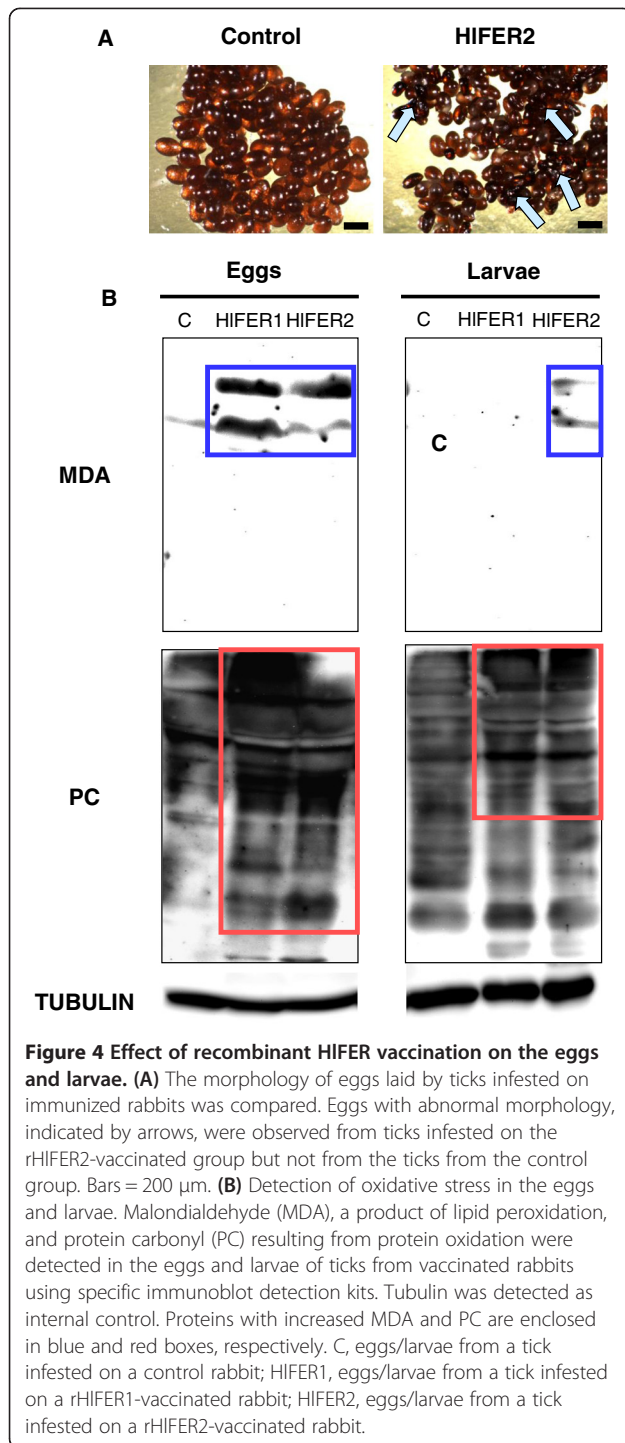 A
Control
HlFER2
B
Eggs
Larvae
C
HlFER1
HlFER2
C
HlFER1
HlFER2
MDA
C
PC
TUBULIN
Figure 4 Effect of recombinant HlFER vaccination on the eggs
and larvae. (A) The morphology of eggs laid by ticks infested on
immunized rabbits was compared. Eggs with abnormal morphology,
indicated by arrows, were observed from ticks infested on the
rHlFER2-vaccinated group but not from the ticks from the control
group. Bars = 200 μm. (B) Detection of oxidative stress in the eggs
and larvae. Malondialdehyde (MDA), a product of lipid peroxidation,
and protein carbonyl (PC) resulting from protein oxidation were
detected in the eggs and larvae of ticks from vaccinated rabbits
using specific immunoblot detection kits. Tubulin was detected as
internal control. Proteins with increased MDA and PC are enclosed
in blue and red boxes, respectively. C, eggs/larvae from a tick
infested on a control rabbit; HlFER1, eggs/larvae from a tick infested
on a rHlFER1-vaccinated rabbit; HlFER2, eggs/larvae from a tick
infested on a rHlFER2-vaccinated rabbit.